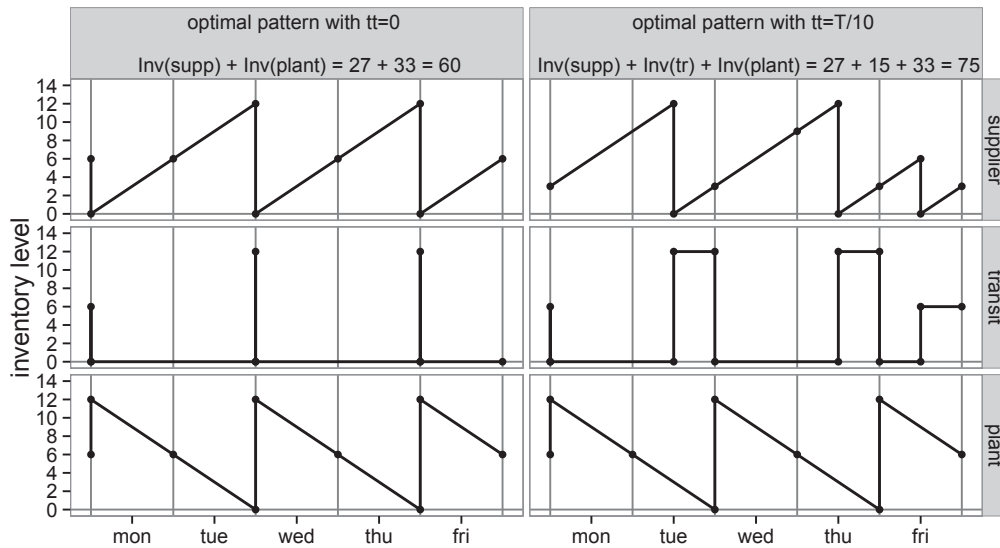 optimal pattern with tt=0
Inv(supp) + Inv(plant) = 27 + 33 = 60
optimal pattern with tt=T/10
Inv(supp) + Inv(tr) + Inv(plant) = 27 + 15 + 33 = 75
inventory level
14
12
10
8
6
4
2
0
supplier
14
12
10
8
6
4
2
0
transit
14
12
10
8
6
4
2
0
plant
mon tue wed thu fri
mon tue wed thu fri